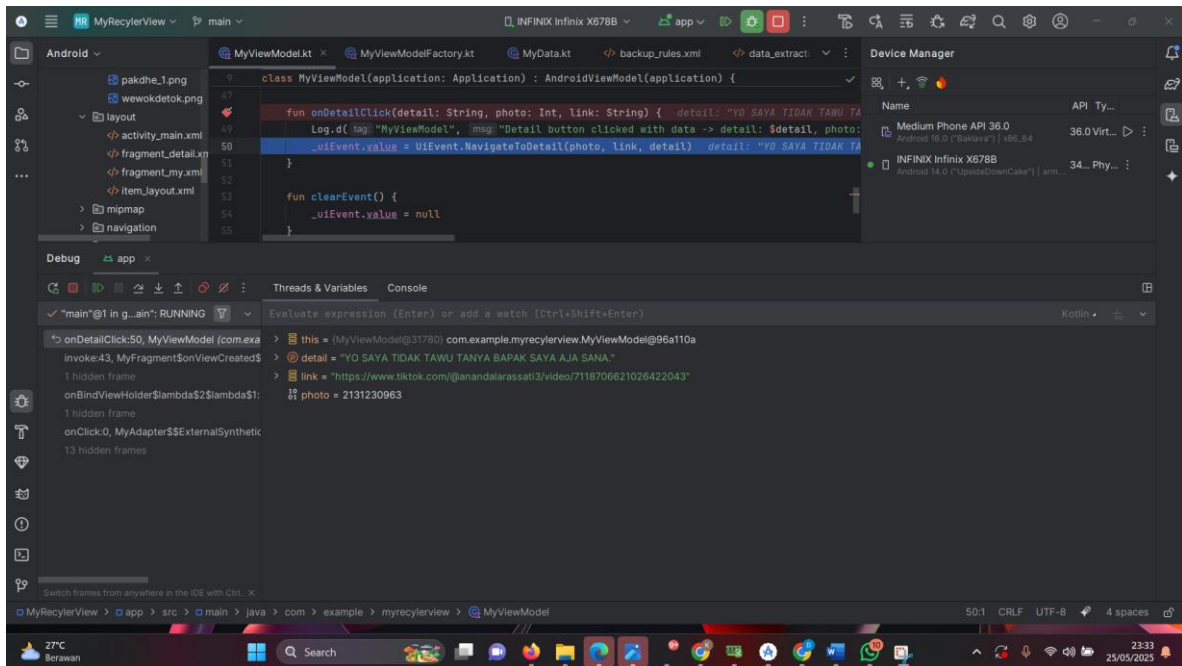 MR MyRecylerView main INFINIX Infinix X678B app
Android
MyViewModel.kt MyViewModelFactory.kt MyData.kt backup_rules.xml data_extracti
Device Manager
pakdhe_1.png
wewokdetok.png
layout
activity_main.xml
fragment_detail.xn
fragment_my.xml
item_layout.xml
mipmap
navigation
9 class MyViewModel(application: Application) : AndroidViewModel(application) {
47
fun onDetailClick(detail: String, photo: Int, link: String) { detail: "YO SAYA TIDAK TAWU TA
49 Log.d( tag: "MyViewModel", msg: "Detail button clicked with data -> detail: $detail, photo:
50 _uiEvent.value = UiEvent.NavigateToDetail(photo, link, detail) detail: "YO SAYA TIDAK TA
51 }
52
53 fun clearEvent() {
54 _uiEvent.value = null
55 }
Name API Ty...
Medium Phone API 36.0 36.0 Virt...
Android 16.0 ("Baklava") | x86_64
INFINIX Infinix X678B 34... Phy...
Android 14.0 ("UpsideDownCake") | arm...
Debug app
Threads & Variables Console
"main"@1 in g...ain": RUNNING
Evaluate expression (Enter) or add a watch (Ctrl+Shift+Enter) Kotlin
onDetailClick:50, MyViewModel (com.exa
invoke:43, MyFragment$onViewCreated$
1 hidden frame
onBindViewHolder$lambda$2$lambda$1:
1 hidden frame
onClick:0, MyAdapter$$ExternalSynthetic
13 hidden frames
this = {MyViewModel@31780} com.example.myrecylerview.MyViewModel@96a110a
detail = "YO SAYA TIDAK TAWU TANYA BAPAK SAYA AJA SANA."
link = "https://www.tiktok.com/@anandalarassati3/video/7118706621026422043"
photo = 2131230963
Switch frames from anywhere in the IDE with Ctrl..
MyRecylerView > app > src > main > java > com > example > myrecylerview > MyViewModel
50:1 CRLF UTF-8 4 spaces
27°C
Berawan
Search
23:33
25/05/2025